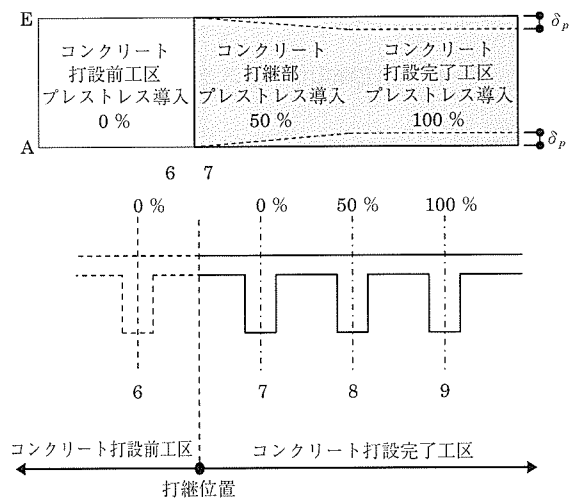 E
コンクリート
打設前工区
プレストレス導入
0 %
コンクリート
打継部
プレストレス導入
50 %
コンクリート
打設完了工区
プレストレス導入
100 %
δp
A
δp
6 7
0 %
0 %
50 %
100 %
6
7
8
9
コンクリート打設前工区
コンクリート打設完了工区
打継位置